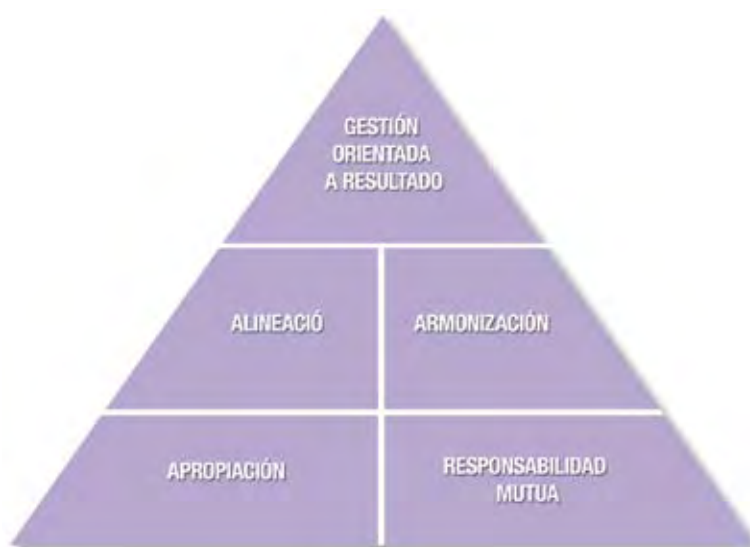 GESTIÓN
ORIENTADA
A RESULTADO
ALINEACIÓ
ARMONIZACIÓN
APROPIACIÓN
RESPONSABILIDAD
MUTUA